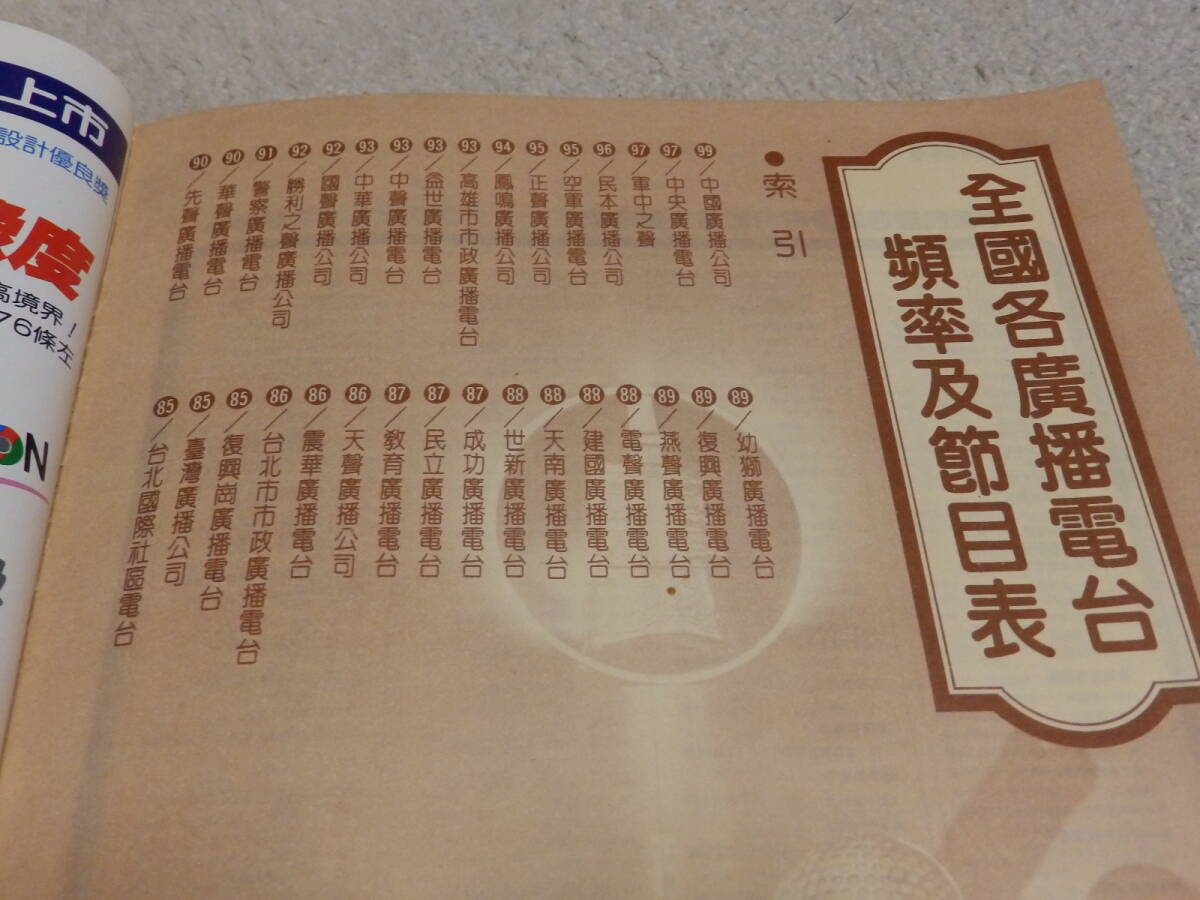 全國各廣播電台
頻率及節目表
●索引
99/中國廣播公司
97/中央廣播電台
97/軍中之聲
96/民本廣播公司
95/空軍廣播電台
95/正聲廣播公司
94/鳳鳴廣播公司
93/高雄市市政廣播電台
93/益世廣播電台
93/中聲廣播電台
93/中華廣播公司
92/國聲廣播公司
92/勝利之聲廣播公司
91/警察廣播電台
90/華聲廣播電台
90/先聲廣播電台
89/幼獅廣播電台
89/復興廣播電台
89/燕聲廣播電台
88/電聲廣播電台
88/建國廣播電台
88/天南廣播電台
88/世新廣播電台
87/成功廣播電台
87/民立廣播電台
87/教育廣播電台
86/天聲廣播公司
86/震華廣播電台
86/台北市市政廣播電台
85/復興崗廣播電台
85/臺灣廣播公司
85/台北國際社區電台
上市
設計優良獎
度
高境界！
76條左
ON